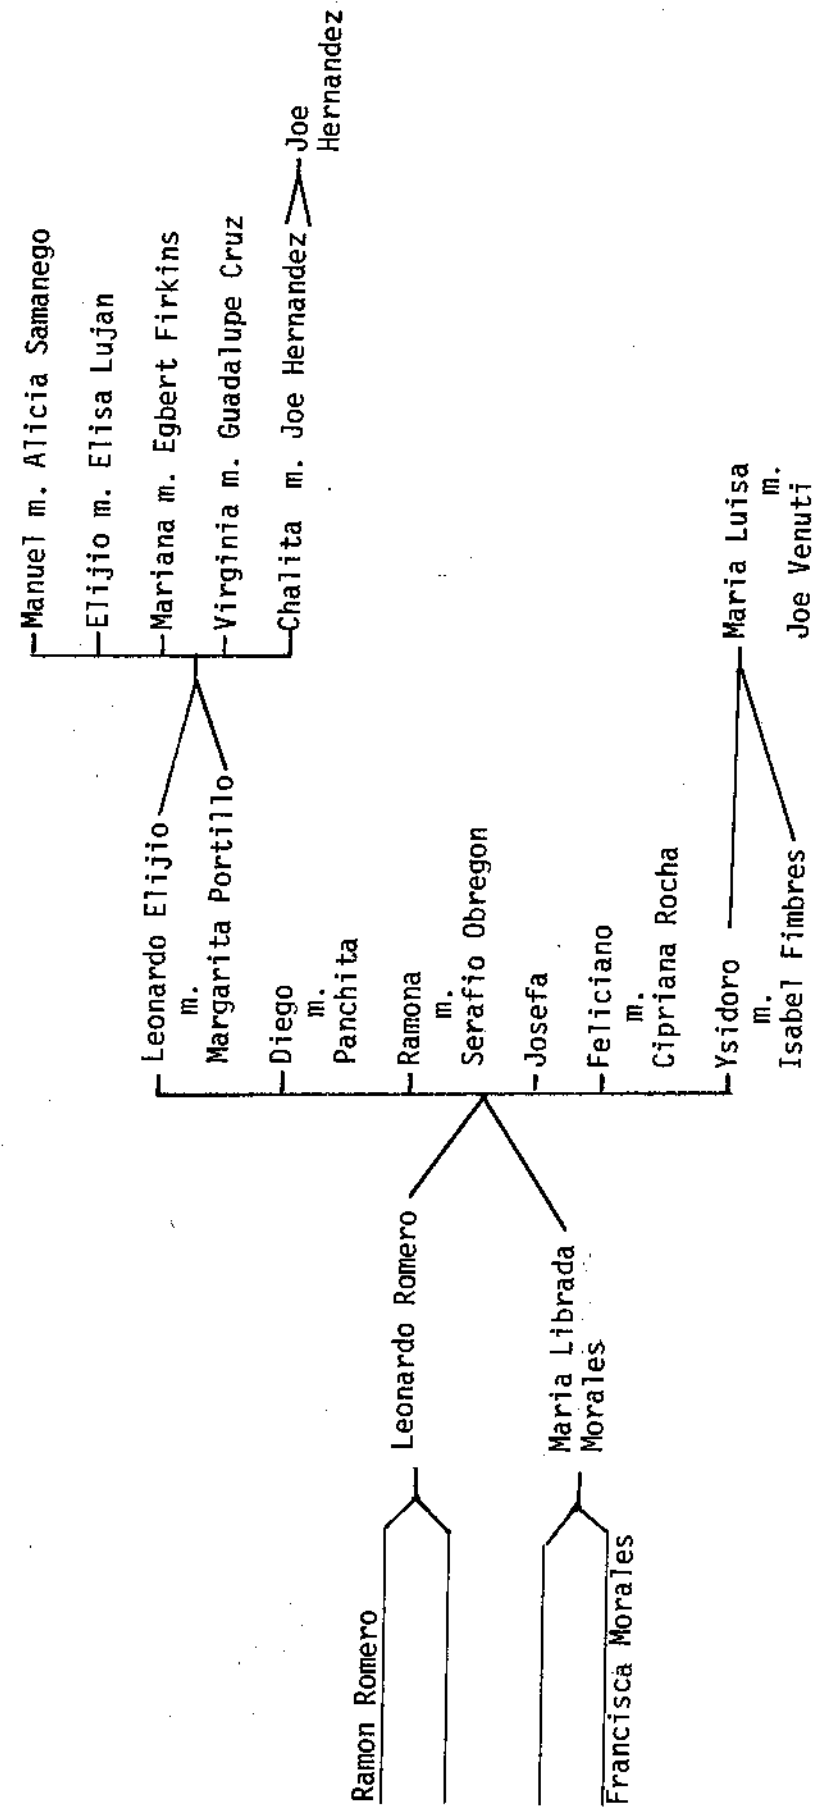 Ramon Romero
Francisca Morales
Leonardo Romero
Maria Librada
Morales
Leonardo Elijio
m.
Margarita Portillo
Diego
m.
Panchita
Ramona
m.
Serafio Obregon
Josefa
Feliciano
m.
Cipriana Rocha
Ysidoro
m.
Isabel Fimbres
Manuel m. Alicia Samanego
Elijio m. Elisa Lujan
Mariana m. Egbert Firkins
Virginia m. Guadalupe Cruz
Chalita m. Joe Hernandez
Joe
Hernandez
Maria Luisa
m.
Joe Venuti